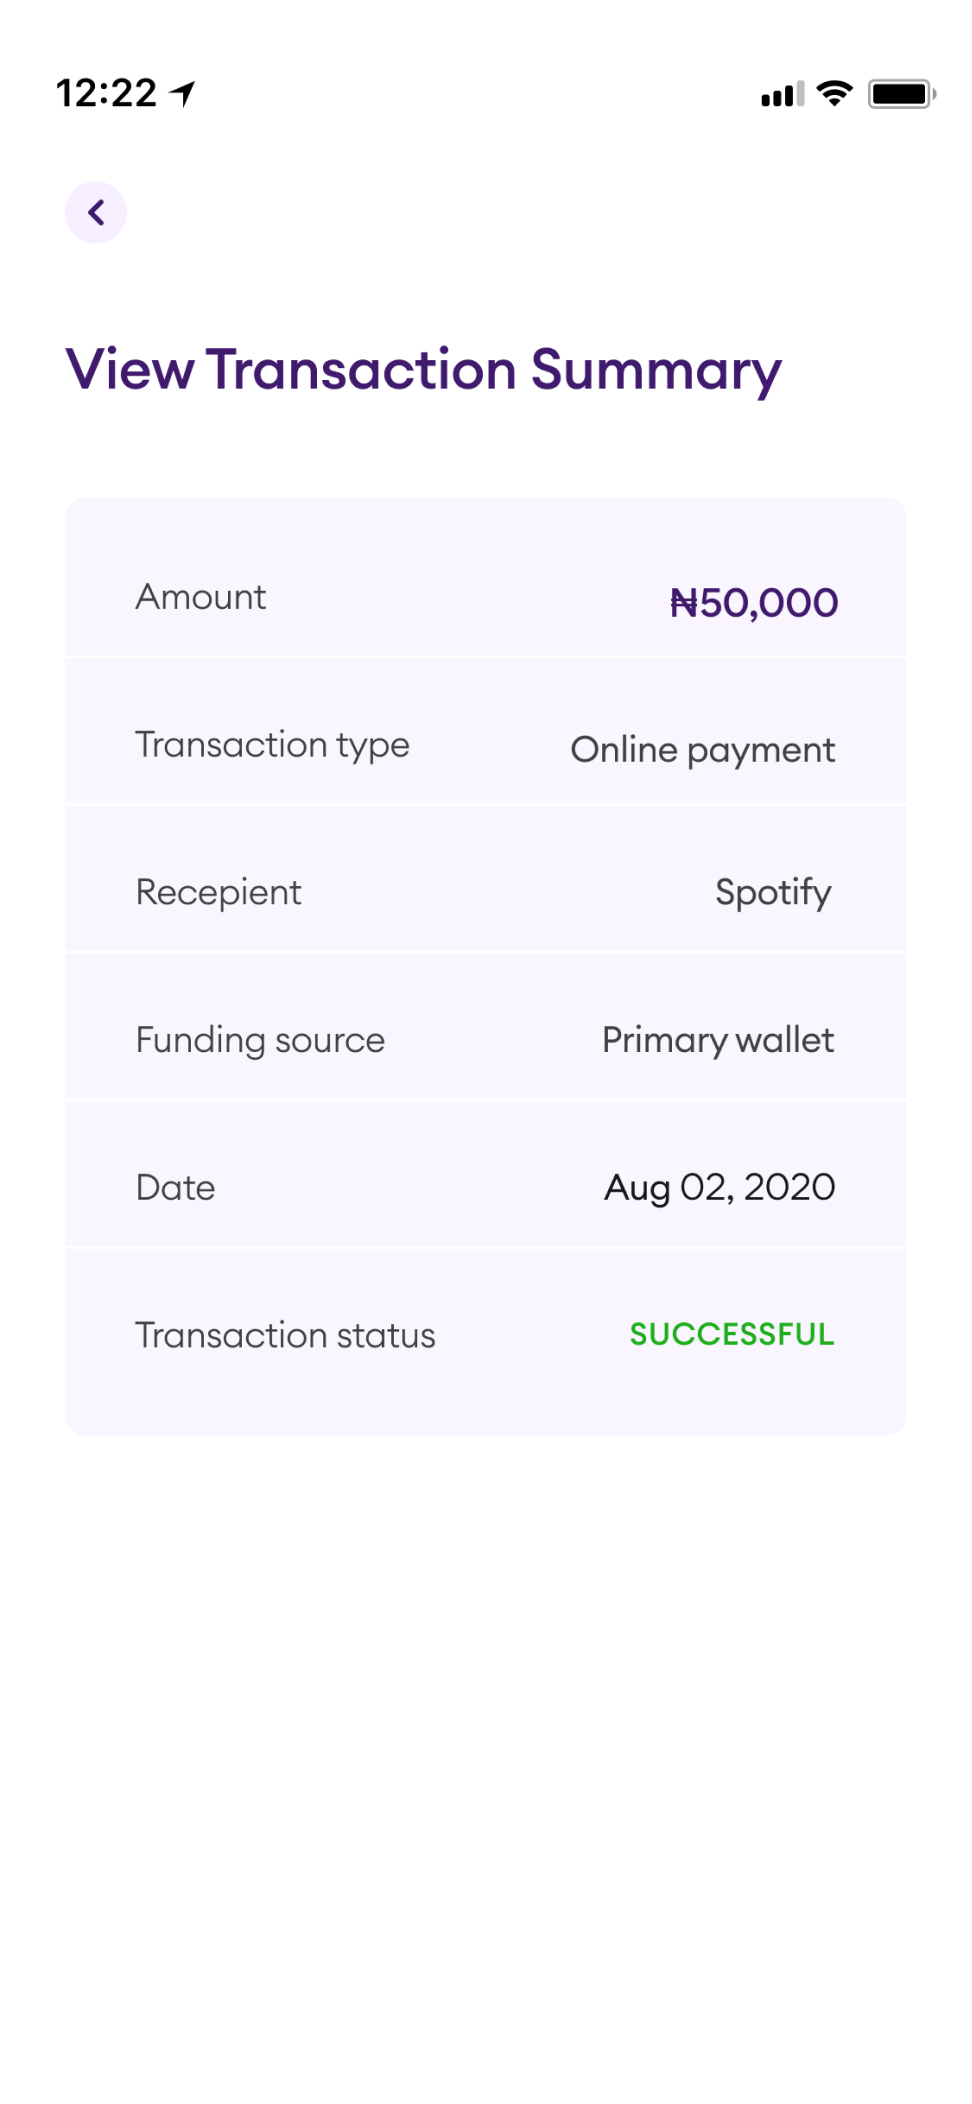 12:22
View Transaction Summary
Amount ₦50,000
Transaction type Online payment
Recepient Spotify
Funding source Primary wallet
Date Aug 02, 2020
Transaction status SUCCESSFUL